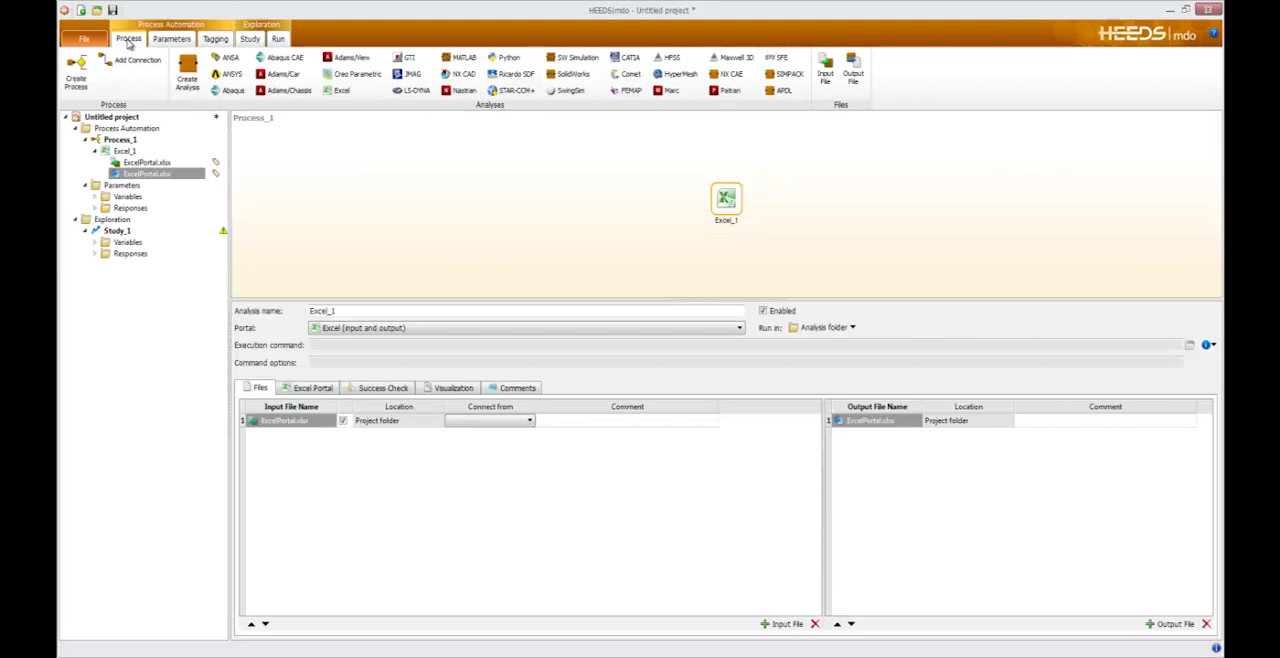 HEEDS|mdo - Untitled project *
Process Automation Exploration
File Process Parameters Tagging Study Run HEEDS|mdo
Create Process
Add Connection
Create Analysis
ANSA Abaqus CAE Adams/View GTI MATLAB Python SW Simulation CATIA HFSS Maxwell 3D SFE
ANSYS Adams/Car Creo Parametric JMAG NX CAD Ricardo SDF SolidWorks Comet HyperMesh NX CAE SIMPACK
Abaqus Adams/Chassis Excel LS-DYNA Nastran STAR-CCM+ SwingSim FEMAP Marc Patran APDL
Input File
Output File
Process Analyses Files
Untitled project *
Process Automation
Process_1
Excel_1
ExcelPortal.xlsx
ExcelPortal.xlsx
Parameters
Variables
Responses
Exploration
Study_1
Variables
Responses
Process_1
Excel_1
Analysis name: Excel_1 Enabled
Portal: Excel (input and output) Run in: Analysis folder
Execution command:
Command options:
Files Excel Portal Success Check Visualization Comments
Input File Name Location Connect from Comment Output File Name Location Comment
1 ExcelPortal.xlsx Project folder 1 ExcelPortal.xlsx Project folder
Input File Output File